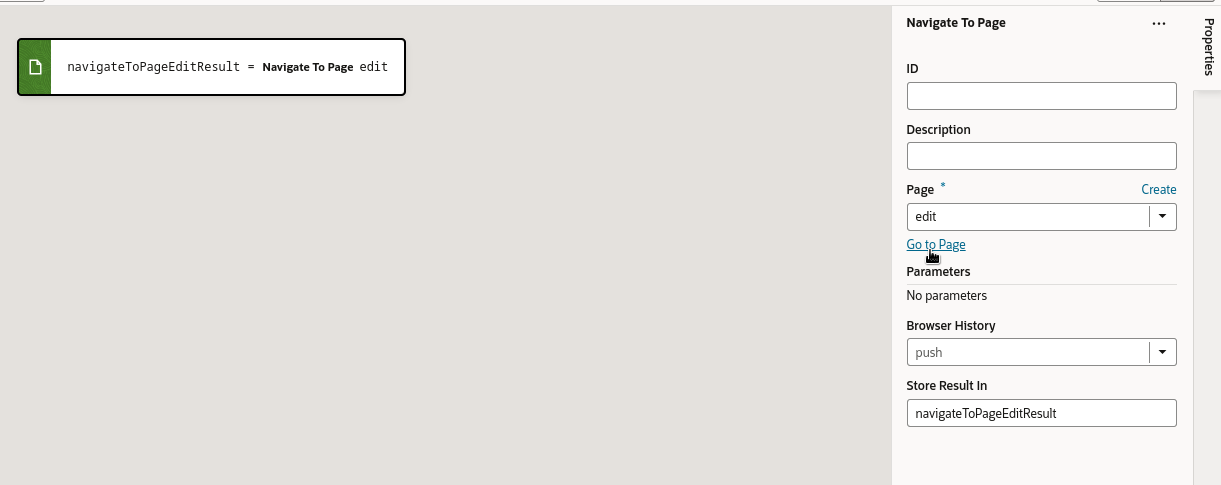 navigateToPageEditResult = Navigate To Page edit
Navigate To Page
Properties
ID
Description
Page *
Create
edit
Go to Page
Parameters
No parameters
Browser History
push
Store Result In
navigateToPageEditResult